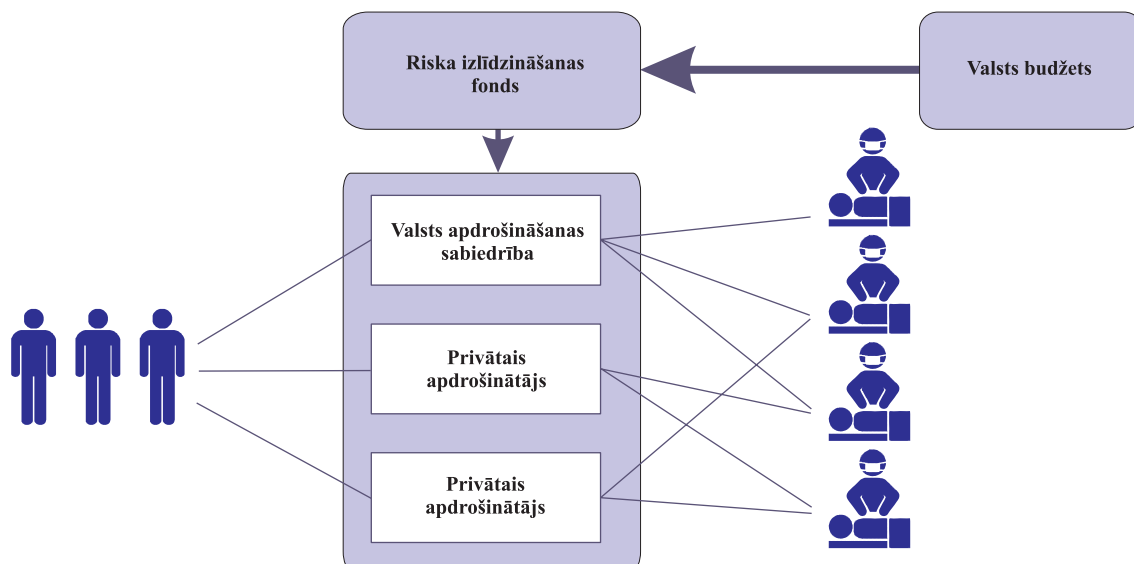 Riska izlīdzināšanas
fonds
Valsts budžets
Valsts apdrošināšanas
sabiedrība
Privātais
apdrošinātājs
Privātais
apdrošinātājs